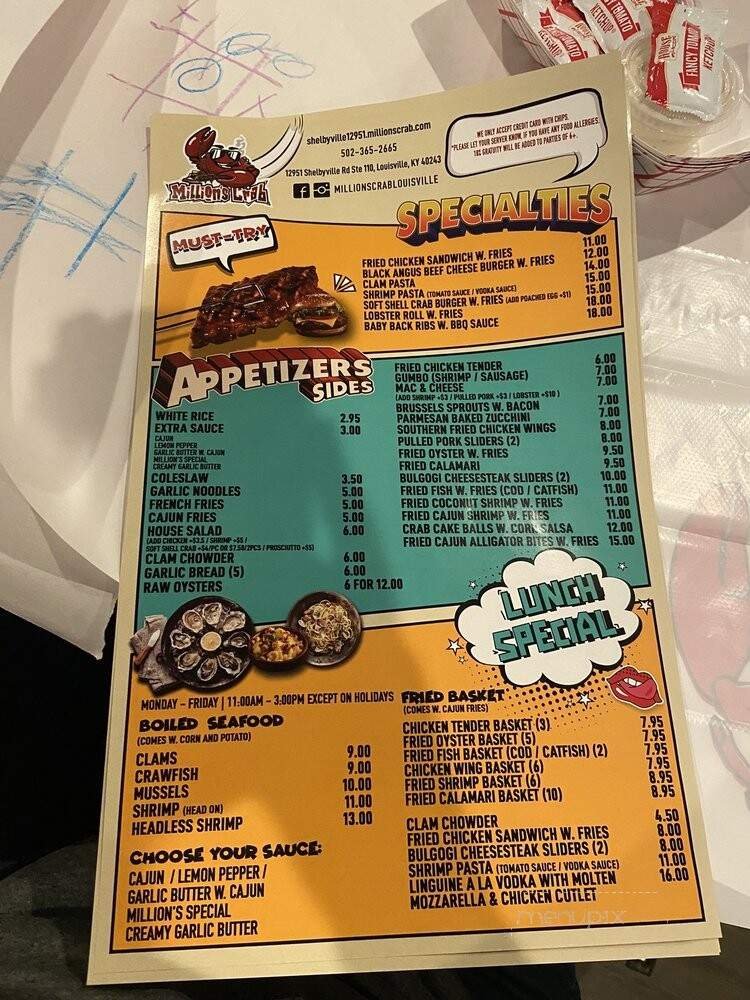 HOUSE
FANCY TOMATO
KETCHUP
shelbyville12951.millionscrab.com
502-365-2665
12951 Shelbyville Rd Ste 110, Louisville, KY 40243
MILLIONSCRABLOUISVILLE
MILLION'S CRAB
WE ONLY ACCEPT CREDIT CARD WITH CHIPS.
*PLEASE LET YOUR SERVER KNOW, IF YOU HAVE ANY FOOD ALLERGIES.
18% GRATUITY WILL BE ADDED TO PARTIES OF 6+.
SPECIALTIES
MUST-TRY
FRIED CHICKEN SANDWICH W. FRIES 11.00
BLACK ANGUS BEEF CHEESE BURGER W. FRIES 12.00
CLAM PASTA 14.00
SHRIMP PASTA (TOMATO SAUCE / VODKA SAUCE) 15.00
SOFT SHELL CRAB BURGER W. FRIES (ADD POACHED EGG +$1) 15.00
LOBSTER ROLL W. FRIES 18.00
BABY BACK RIBS W. BBQ SAUCE 18.00
APPETIZERS
SIDES
WHITE RICE 2.95
EXTRA SAUCE 3.00
CAJUN
LEMON PEPPER
GARLIC BUTTER W. CAJUN
MILLION'S SPECIAL
CREAMY GARLIC BUTTER
COLESLAW 3.50
GARLIC NOODLES 5.00
FRENCH FRIES 5.00
CAJUN FRIES 5.00
HOUSE SALAD 6.00
(ADD CHICKEN +$3.5 / SHRIMP +$5 /
SOFT SHELL CRAB +$4/PC OR $7.50/2PCS / PROSCIUTTO +$5)
CLAM CHOWDER 6.00
GARLIC BREAD (5) 6.00
RAW OYSTERS 6 FOR 12.00
FRIED CHICKEN TENDER 6.00
GUMBO (SHRIMP / SAUSAGE) 7.00
MAC & CHEESE 7.00
(ADD SHRIMP +$3 / PULLED PORK +$3 / LOBSTER +$10 )
BRUSSELS SPROUTS W. BACON 7.00
PARMESAN BAKED ZUCCHINI 7.00
SOUTHERN FRIED CHICKEN WINGS 8.00
PULLED PORK SLIDERS (2) 8.00
FRIED OYSTER W. FRIES 9.50
FRIED CALAMARI 9.50
BULGOGI CHEESESTEAK SLIDERS (2) 10.00
FRIED FISH W. FRIES (COD / CATFISH) 11.00
FRIED COCONUT SHRIMP W. FRIES 11.00
FRIED CAJUN SHRIMP W. FRIES 11.00
CRAB CAKE BALLS W. CORN SALSA 12.00
FRIED CAJUN ALLIGATOR BITES W. FRIES 15.00
LUNCH
SPECIAL
MONDAY – FRIDAY | 11:00AM – 3:00PM EXCEPT ON HOLIDAYS
BOILED SEAFOOD
(COMES W. CORN AND POTATO)
CLAMS 9.00
CRAWFISH 9.00
MUSSELS 10.00
SHRIMP (HEAD ON) 11.00
HEADLESS SHRIMP 13.00
CHOOSE YOUR SAUCE:
CAJUN / LEMON PEPPER /
GARLIC BUTTER W. CAJUN
MILLION'S SPECIAL
CREAMY GARLIC BUTTER
FRIED BASKET
(COMES W. CAJUN FRIES)
CHICKEN TENDER BASKET (3) 7.95
FRIED OYSTER BASKET (5) 7.95
FRIED FISH BASKET (COD / CATFISH) (2) 7.95
CHICKEN WING BASKET (6) 7.95
FRIED SHRIMP BASKET (6) 8.95
FRIED CALAMARI BASKET (10) 8.95
CLAM CHOWDER 4.50
FRIED CHICKEN SANDWICH W. FRIES 8.00
BULGOGI CHEESESTEAK SLIDERS (2) 8.00
SHRIMP PASTA (TOMATO SAUCE / VODKA SAUCE) 11.00
LINGUINE A LA VODKA WITH MOLTEN 16.00
MOZZARELLA & CHICKEN CUTLET
menupix